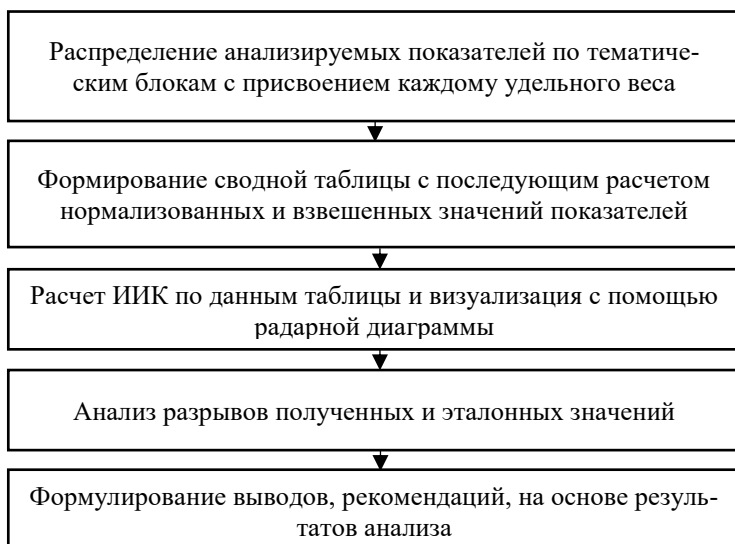 Распределение анализируемых показателей по тематиче-
ским блокам с присвоением каждому удельного веса
Формирование сводной таблицы с последующим расчетом
нормализованных и взвешенных значений показателей
Расчет ИИК по данным таблицы и визуализация с помощью
радарной диаграммы
Анализ разрывов полученных и эталонных значений
Формулирование выводов, рекомендаций, на основе резуль-
татов анализа